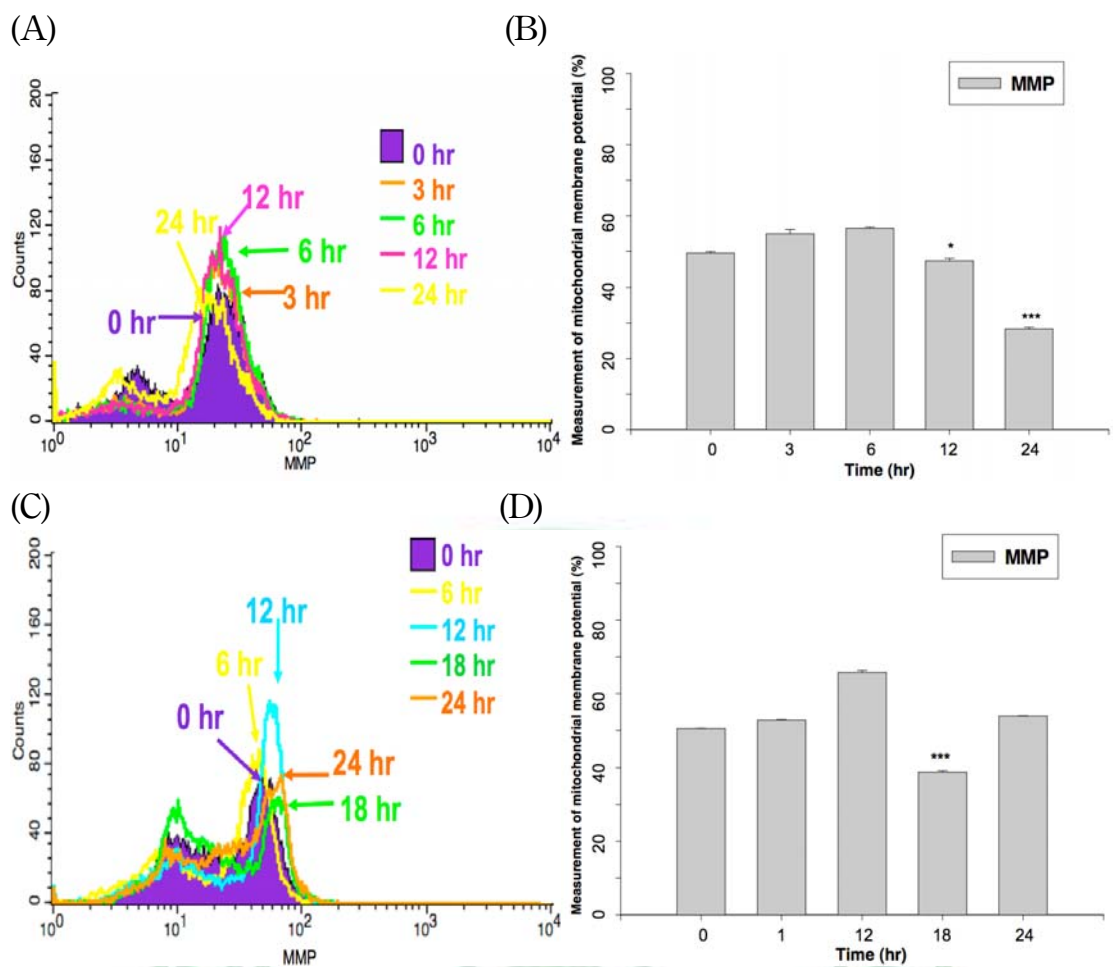 (A)
200
160
120
80
40
0
Counts
10^0
10^1
10^2
10^3
10^4
MMP
0 hr
3 hr
6 hr
12 hr
24 hr
12 hr
24 hr
6 hr
3 hr
0 hr
(B)
Measurement of mitochondrial membrane potential (%)
100
80
60
40
20
0
MMP
*
***
0 3 6 12 24
Time (hr)
(C)
200
160
120
80
40
0
Counts
10^0
10^1
10^2
10^3
10^4
MMP
0 hr
6 hr
12 hr
18 hr
24 hr
12 hr
6 hr
0 hr
24 hr
18 hr
(D)
Measurement of mitochondrial membrane potential (%)
100
80
60
40
20
0
MMP
***
0 1 12 18 24
Time (hr)